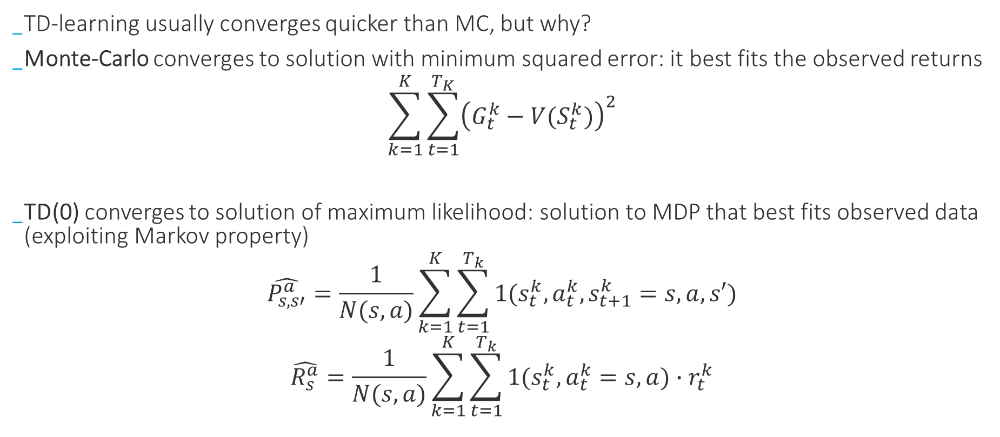 _TD-learning usually converges quicker than MC, but why?
_Monte-Carlo converges to solution with minimum squared error: it best fits the observed returns
$\sum_{k=1}^{K} \sum_{t=1}^{T_K} (G_t^k - V(S_t^k))^2$
_TD(0) converges to solution of maximum likelihood: solution to MDP that best fits observed data
(exploiting Markov property)
$\widehat{P_{s,s'}^a} = \frac{1}{N(s,a)} \sum_{k=1}^{K} \sum_{t=1}^{T_k} 1(s_t^k, a_t^k, s_{t+1}^k = s, a, s')$
$\widehat{R_s^a} = \frac{1}{N(s,a)} \sum_{k=1}^{K} \sum_{t=1}^{T_k} 1(s_t^k, a_t^k = s, a) \cdot r_t^k$